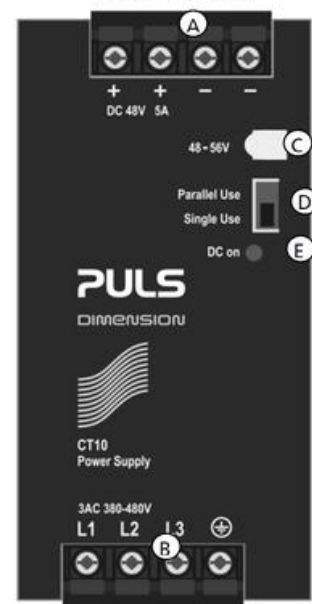 A
+ + − −
DC 48V 5A
48-56V
C
Parallel Use
D
Single Use
DC on
E
PULS
DIMENSION
CT10
Power Supply
3AC 380-480V
L1 L2 L3
B